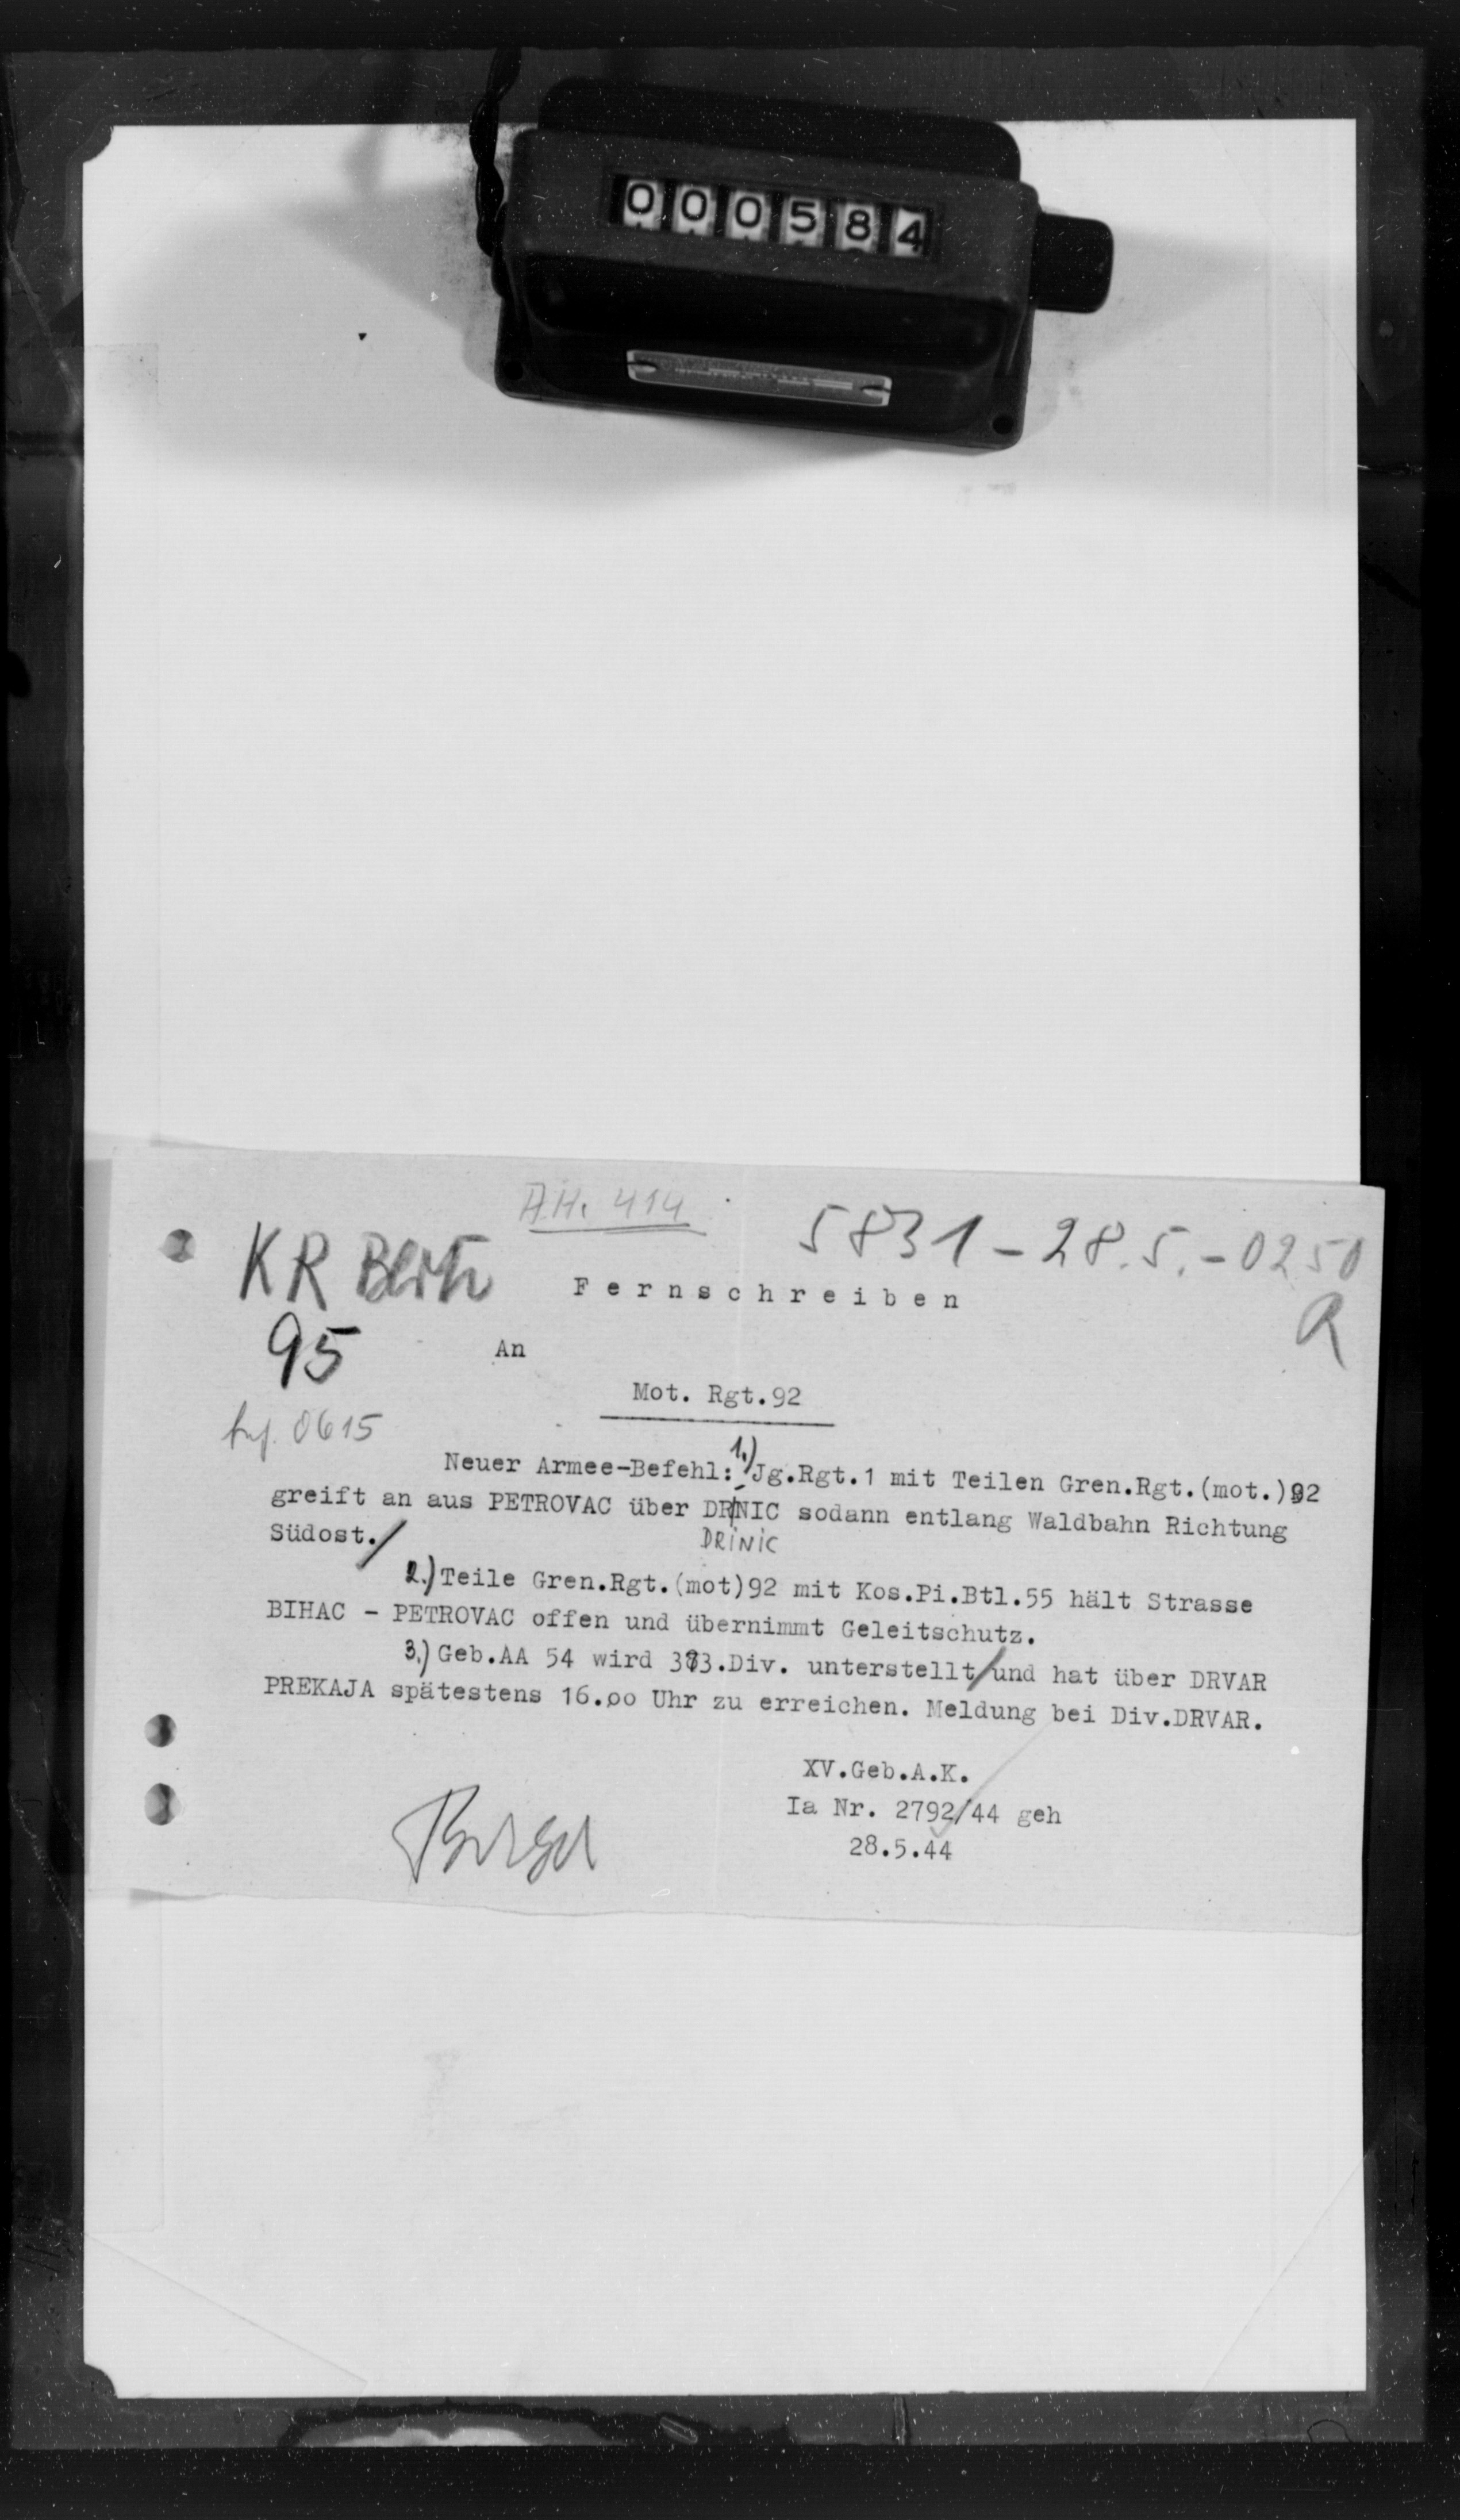 000584
A.H. 414
5831-28.5.-0250
KR
Fernschreiben
R
95
An
Mot. Rgt.92
0615
1.)
Neuer Armee-Befehl: Jg.Rgt.1 mit Teilen Gren.Rgt.(mot.)92
greift an aus PETROVAC über DRNIC sodann entlang Waldbahn Richtung
DRINIC
Südost./
2.) Teile Gren.Rgt.(mot)92 mit Kos.Pi.Btl.55 hält Strasse
BIHAC - PETROVAC offen und übernimmt Geleitschutz.
3.) Geb.AA 54 wird 373.Div. unterstellt/und hat über DRVAR
PREKAJA spätestens 16.oo Uhr zu erreichen. Meldung bei Div.DRVAR.
XV.Geb.A.K.
Ia Nr. 2792/44 geh
28.5.44